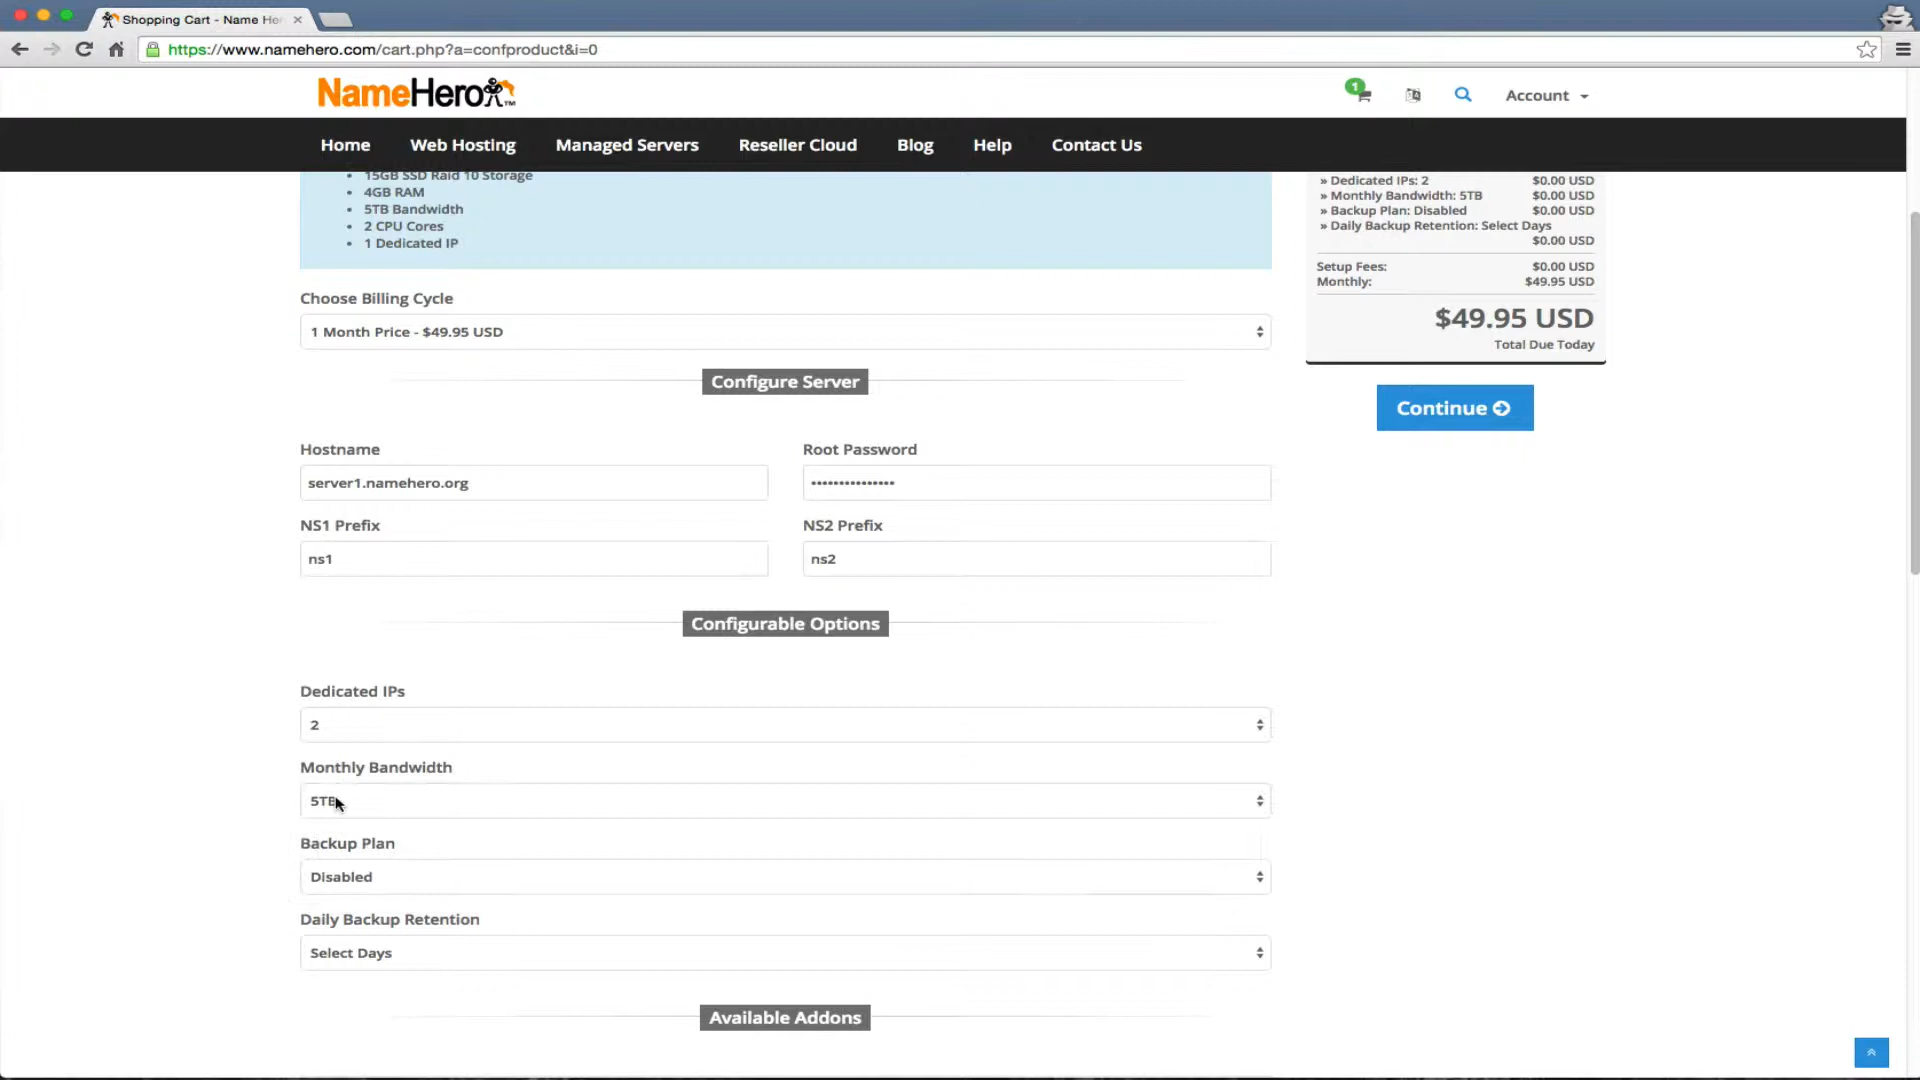 Shopping Cart - Name He
https://www.namehero.com/cart.php?a=confproduct&i=0
NameHero™
1
Account
Home Web Hosting Managed Servers Reseller Cloud Blog Help Contact Us
15GB SSD Raid 10 Storage
4GB RAM
5TB Bandwidth
2 CPU Cores
1 Dedicated IP
» Dedicated IPs: 2 $0.00 USD
» Monthly Bandwidth: 5TB $0.00 USD
» Backup Plan: Disabled $0.00 USD
» Daily Backup Retention: Select Days
$0.00 USD
Setup Fees: $0.00 USD
Monthly: $49.95 USD
$49.95 USD
Total Due Today
Continue
Choose Billing Cycle
1 Month Price - $49.95 USD
Configure Server
Hostname Root Password
server1.namehero.org •••••••••••••••
NS1 Prefix NS2 Prefix
ns1 ns2
Configurable Options
Dedicated IPs
2
Monthly Bandwidth
5TB
Backup Plan
Disabled
Daily Backup Retention
Select Days
Available Addons